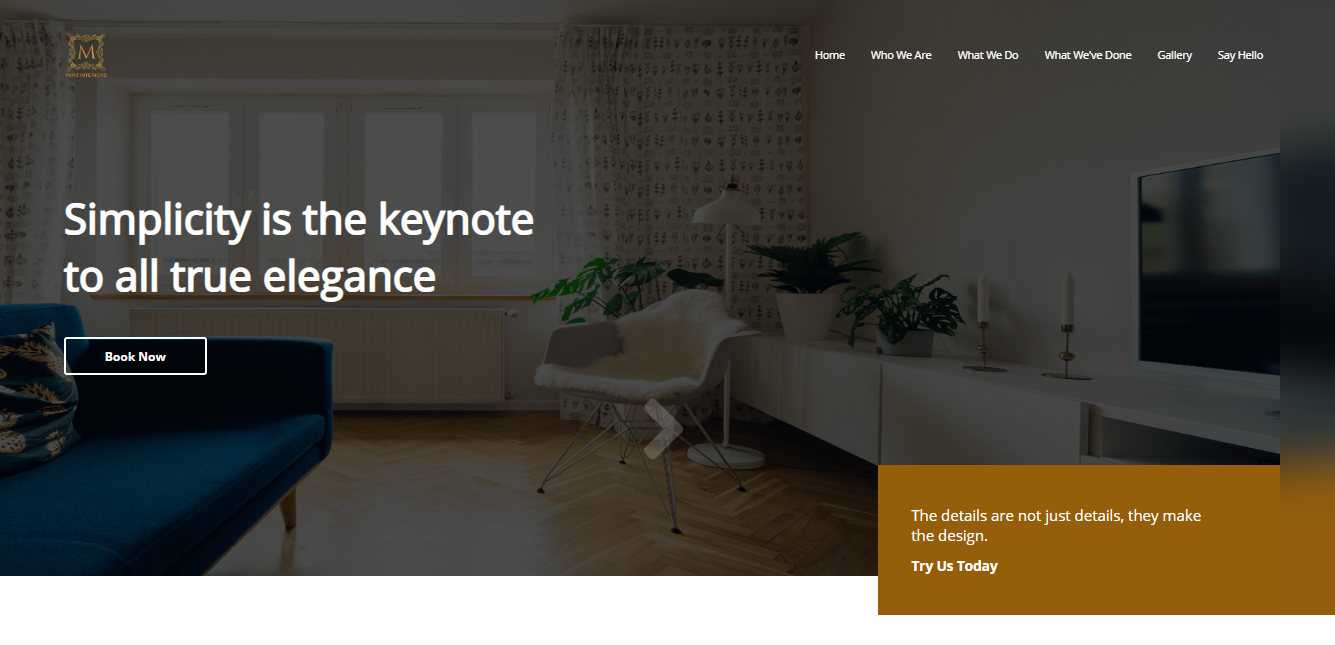 M
Home
Who We Are
What We Do
What We've Done
Gallery
Say Hello
Simplicity is the keynote
to all true elegance
Book Now
The details are not just details, they make
the design.
Try Us Today